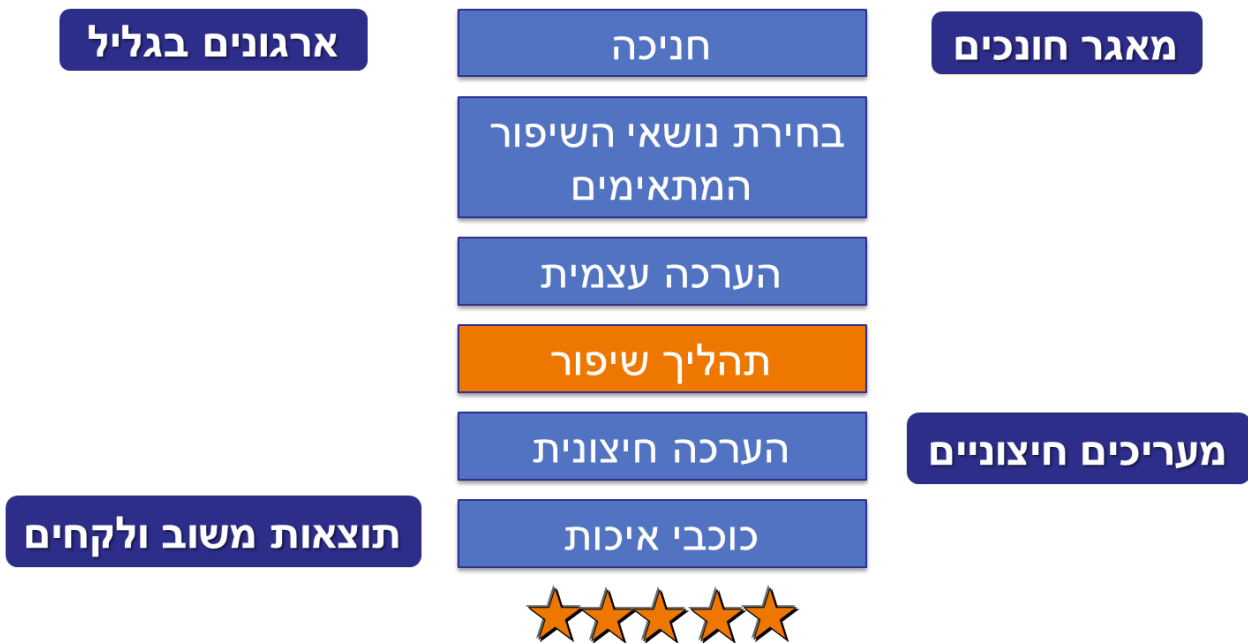 מאגר חונכים
חניכה
ארגונים בגליל
בחירת נושאי השיפור
המתאימים
הערכה עצמית
תהליך שיפור
הערכה חיצונית
מעריכים חיצוניים
כוכבי איכות
תוצאות משוב ולקחים